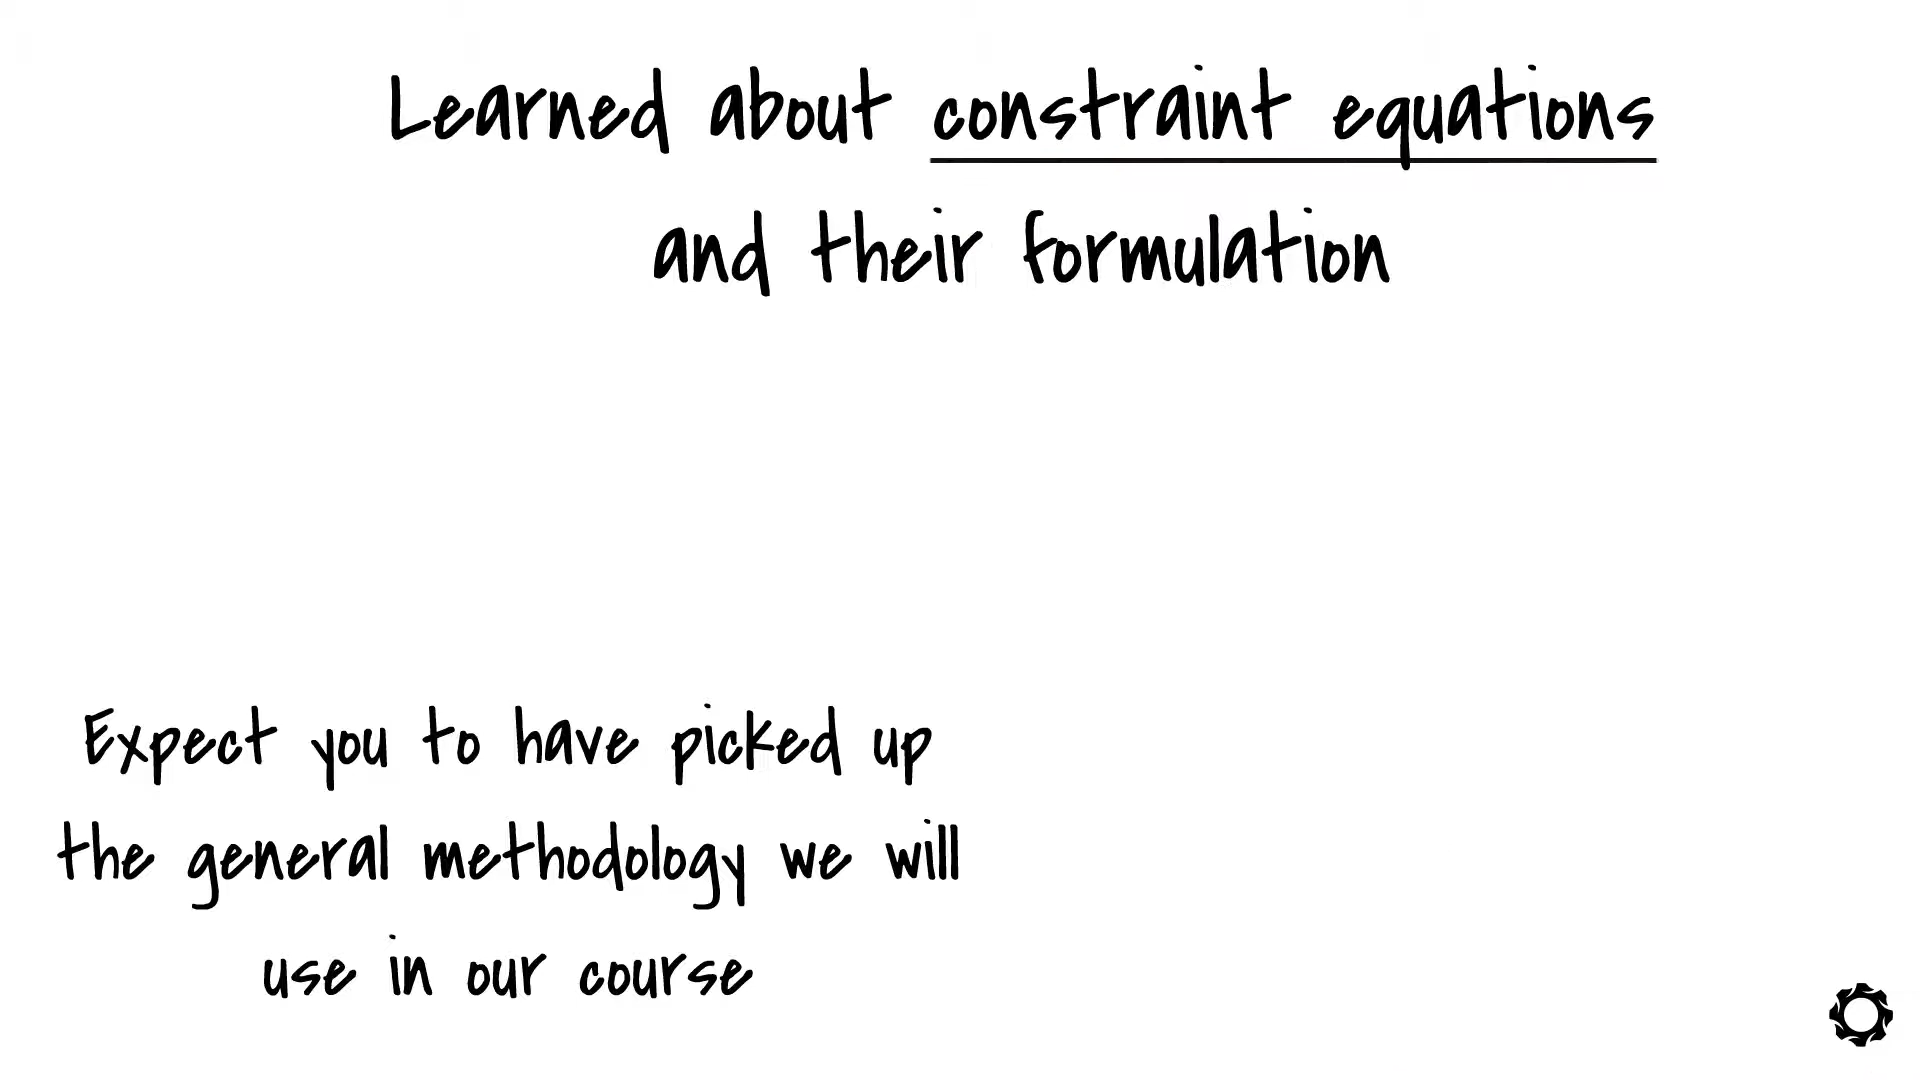 Learned about constraint equations
and their formulation
Expect you to have picked up
the general methodology we will
use in our course